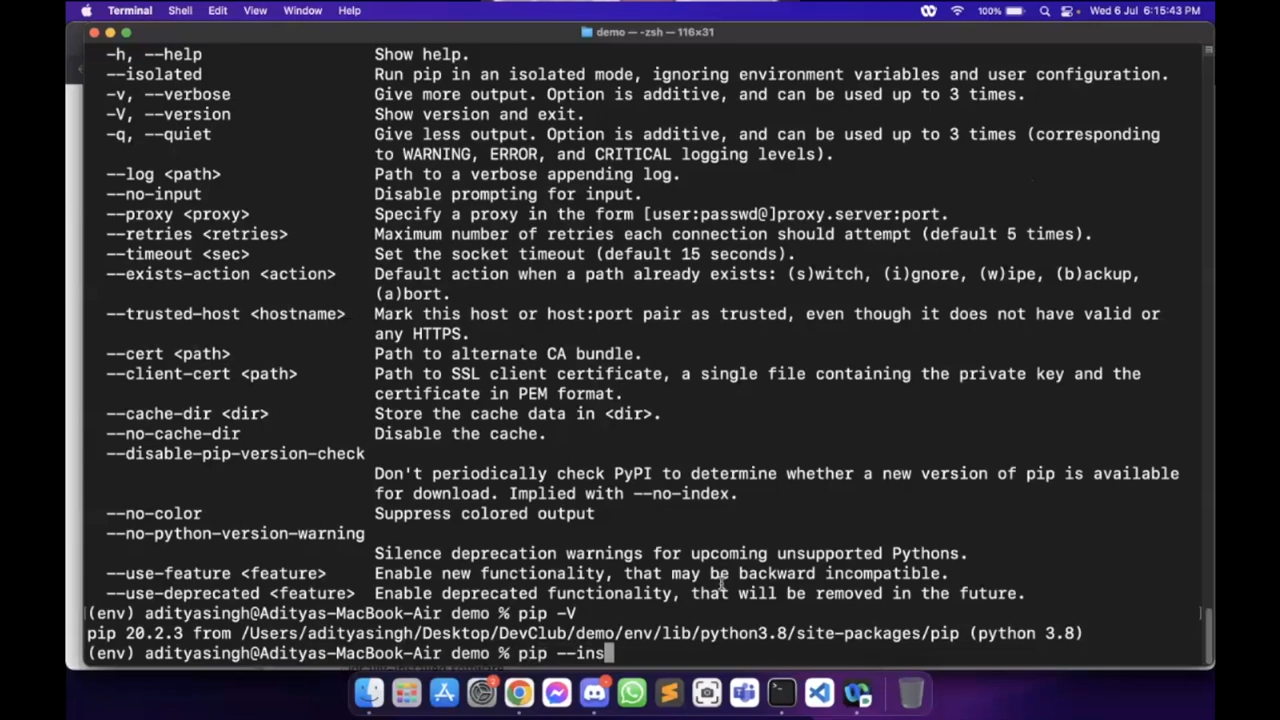 Terminal Shell Edit View Window Help 100% Wed 6 Jul 6:15:43 PM
demo — -zsh — 116×31
-h, --help Show help.
--isolated Run pip in an isolated mode, ignoring environment variables and user configuration.
-v, --verbose Give more output. Option is additive, and can be used up to 3 times.
-V, --version Show version and exit.
-q, --quiet Give less output. Option is additive, and can be used up to 3 times (corresponding
to WARNING, ERROR, and CRITICAL logging levels).
--log <path> Path to a verbose appending log.
--no-input Disable prompting for input.
--proxy <proxy> Specify a proxy in the form [user:passwd@]proxy.server:port.
--retries <retries> Maximum number of retries each connection should attempt (default 5 times).
--timeout <sec> Set the socket timeout (default 15 seconds).
--exists-action <action> Default action when a path already exists: (s)witch, (i)gnore, (w)ipe, (b)ackup,
(a)bort.
--trusted-host <hostname> Mark this host or host:port pair as trusted, even though it does not have valid or
any HTTPS.
--cert <path> Path to alternate CA bundle.
--client-cert <path> Path to SSL client certificate, a single file containing the private key and the
certificate in PEM format.
--cache-dir <dir> Store the cache data in <dir>.
--no-cache-dir Disable the cache.
--disable-pip-version-check
Don't periodically check PyPI to determine whether a new version of pip is available
for download. Implied with --no-index.
--no-color Suppress colored output
--no-python-version-warning
Silence deprecation warnings for upcoming unsupported Pythons.
--use-feature <feature> Enable new functionality, that may be backward incompatible.
--use-deprecated <feature> Enable deprecated functionality, that will be removed in the future.
(env) adityasingh@Adityas-MacBook-Air demo % pip -V
pip 20.2.3 from /Users/adityasingh/Desktop/DevClub/demo/env/lib/python3.8/site-packages/pip (python 3.8)
(env) adityasingh@Adityas-MacBook-Air demo % pip --ins